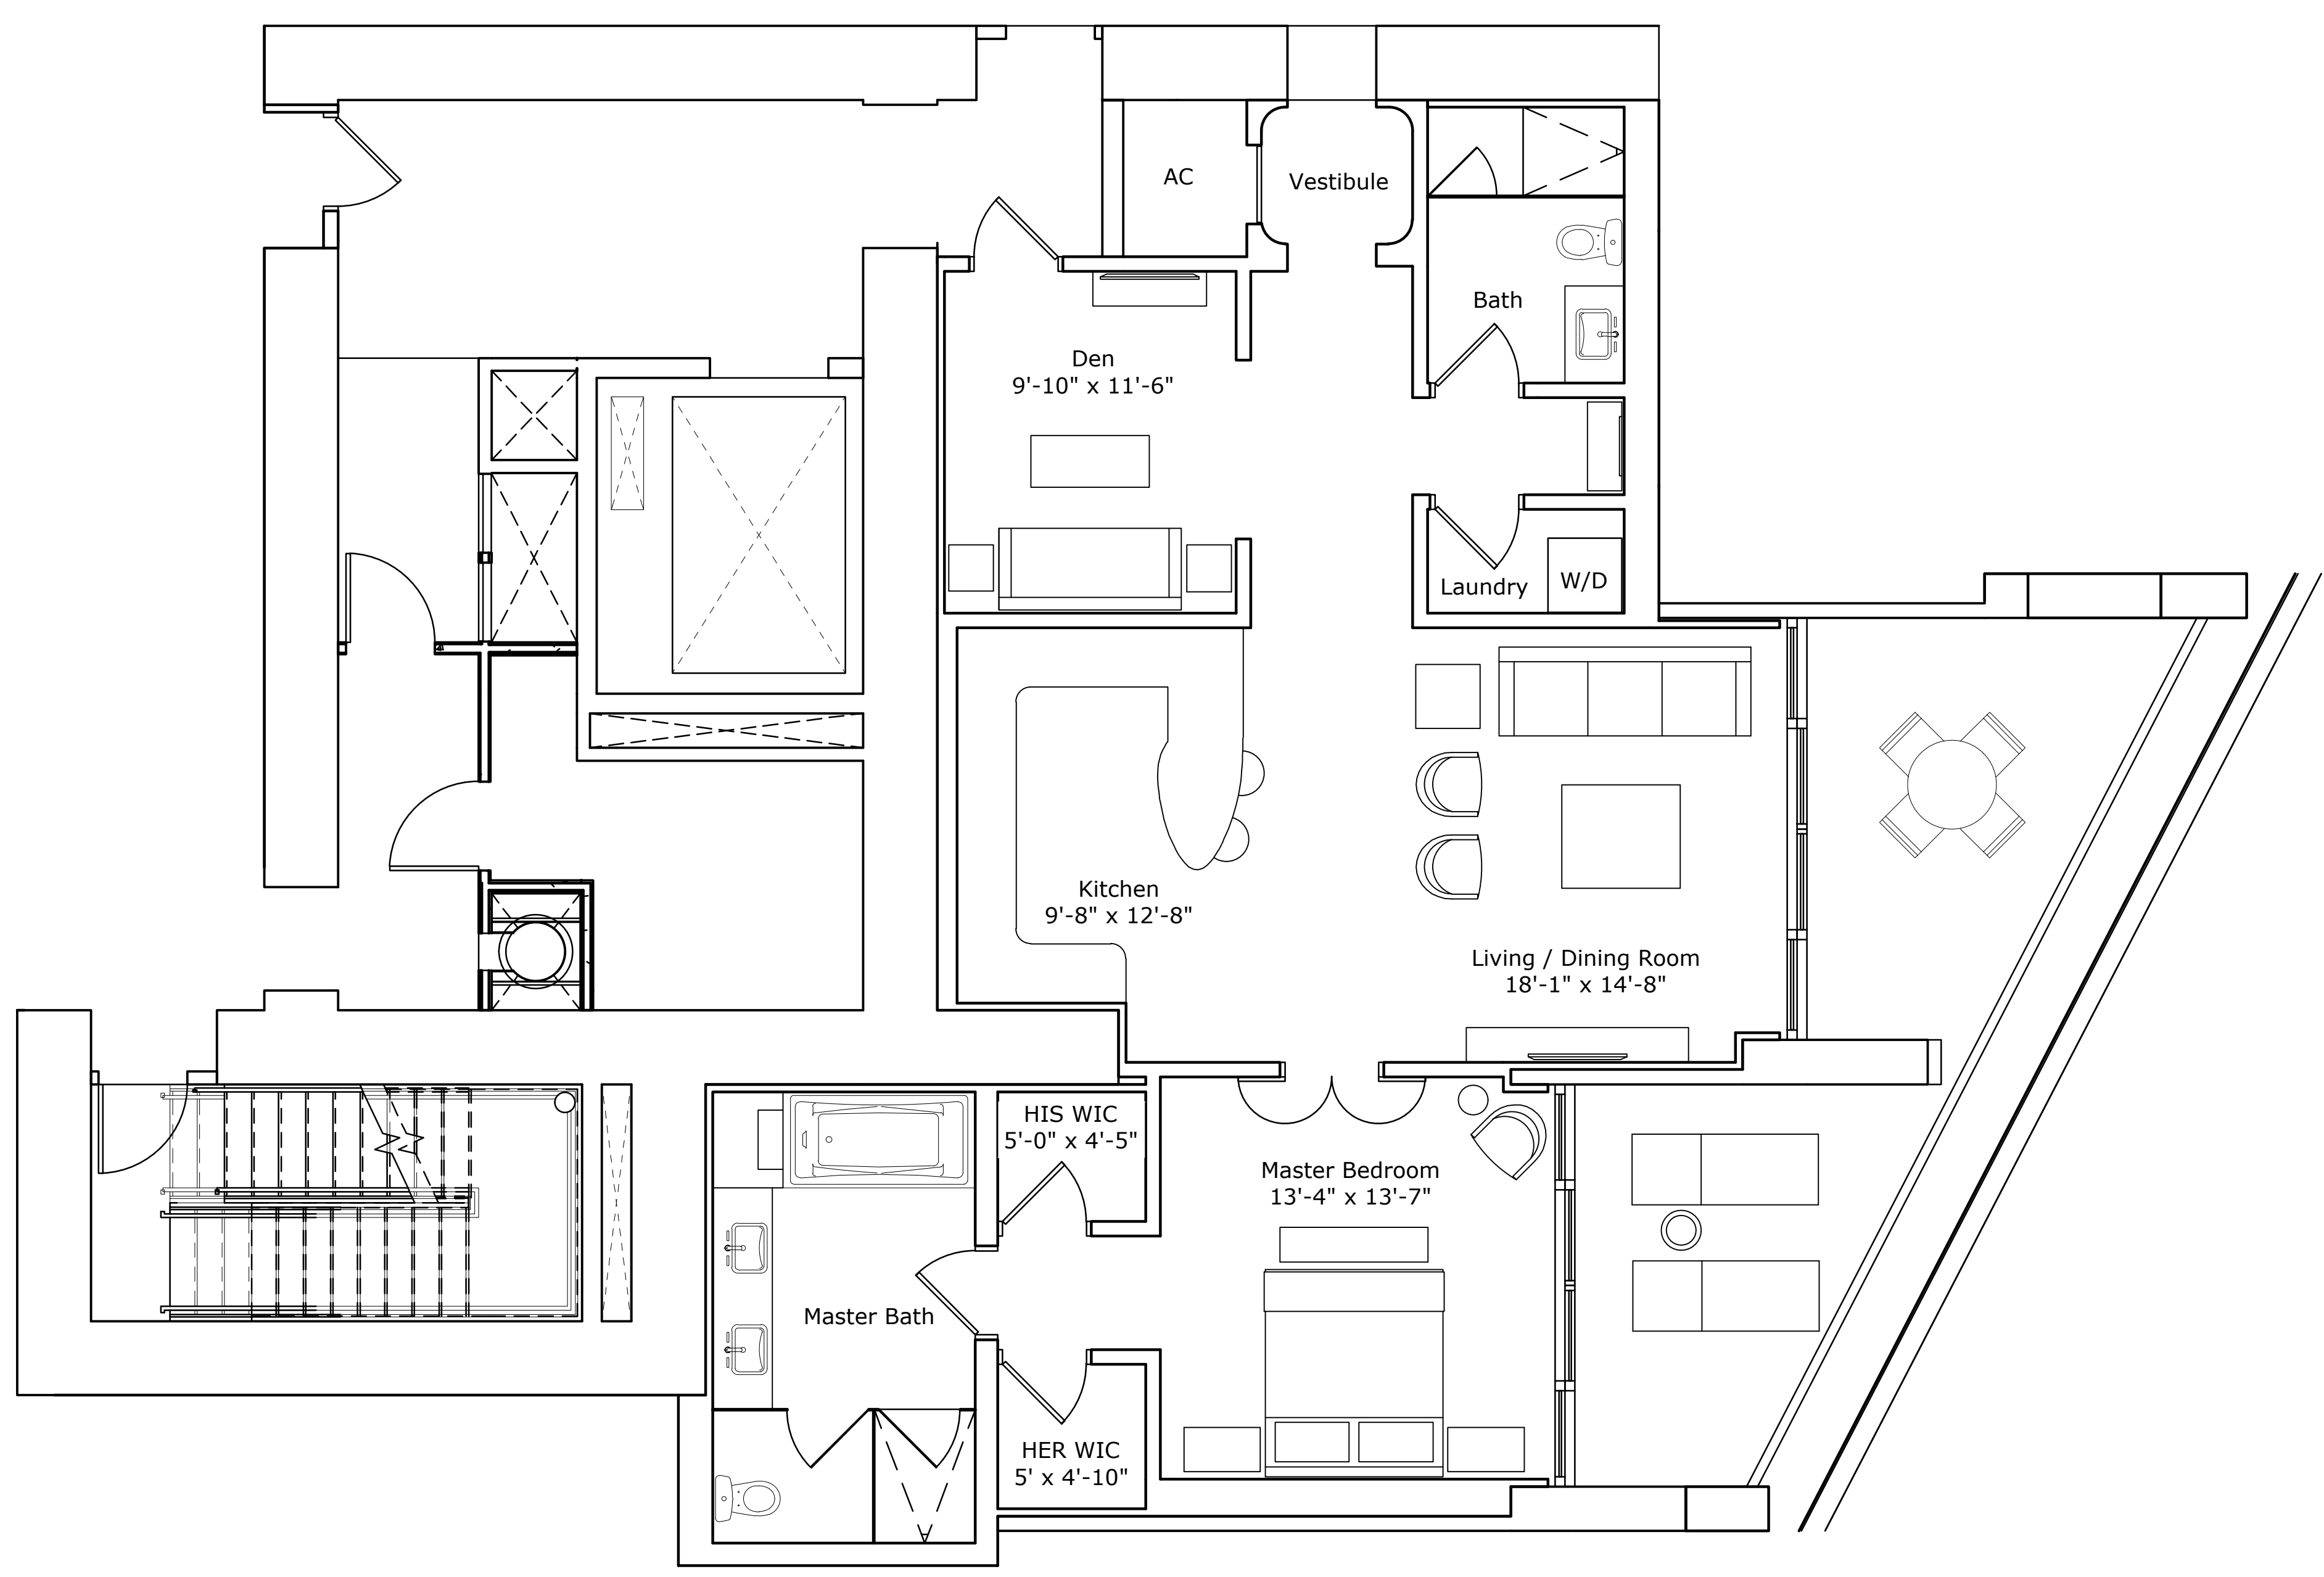 AC
Vestibule
Bath
Den
9'-10" x 11'-6"
Laundry
W/D
Kitchen
9'-8" x 12'-8"
Living / Dining Room
18'-1" x 14'-8"
HIS WIC
5'-0" x 4'-5"
Master Bedroom
13'-4" x 13'-7"
Master Bath
HER WIC
5' x 4'-10"